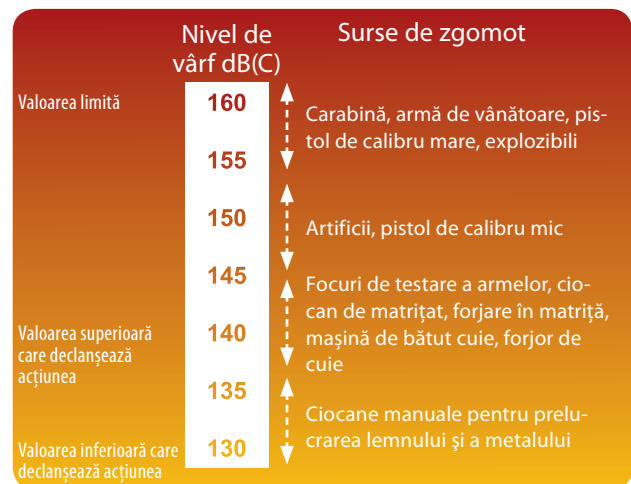 Nivel de
vârf dB(C)
Surse de zgomot
Valoarea limită
160
Carabină, armă de vânătoare, pis-
tol de calibru mare, explozibili
155
150
Artificii, pistol de calibru mic
145
Focuri de testare a armelor, cio-
can de matrițat, forjare în matriță,
mașină de bătut cuie, forjor de
cuie
Valoarea superioară
care declanșează
acțiunea
140
135
Ciocane manuale pentru prelu-
crarea lemnului şi a metalului
Valoarea inferioară care
declanșează acțiunea
130